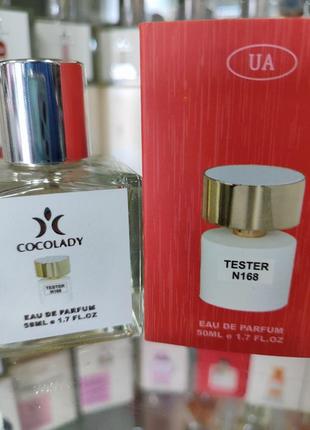 COCOLADY
TESTER
N168
EAU DE PARFUM
50ML e 1.7 FL.OZ
UA
TESTER
N168
EAU DE PARFUM
50ML e 1.7 FL.OZ